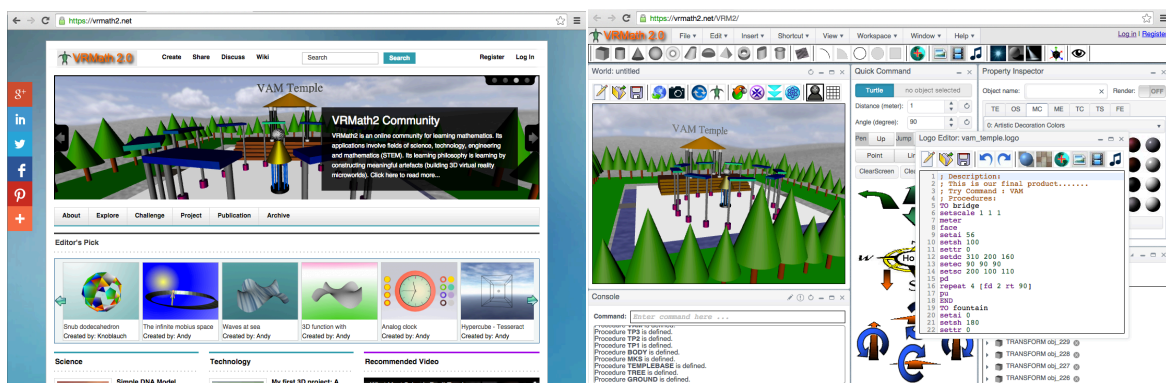 https://vrmath2.net
VRMath 2.0
Create Share Discuss Wiki
Search
Search
Register Log In
VAM Temple
VRMath2 Community
VRMath2 is an online community for learning mathematics. Its
applications involve fields of science, technology, engineering
and mathematics (STEM). Its learning philosophy is learning by
constructing meaningful artefacts (building 3D virtual reality
microworlds). Click here to read more...
g+
in
f
About Explore Challenge Project Publication Archive
Editor's Pick
Snub dodecahedron
Created by: Knoblauch
The infinite mobius space
Created by: Andy
Waves at sea
Created by: Andy
3D function with
Created by: Andy
Analog clock
Created by: Andy
Hypercube - Tesseract
Created by: Andy
Science
Technology
Recommended Video
Simple DNA Model
My first 3D project: A
https://vrmath2.net/VRM2/
VRMath 2.0
File Edit Insert Shortcut View Workspace Window Help
Log in | Register
World: untitled
VAM Temple
Quick Command
Turtle no object selected
Distance (meter): 1
Angle (degree): 90
Pen Up Jump
Point
ClearScreen
Property Inspector
Object name:
Render: OFF
TE OS MC ME TC TS FE
0: Artistic Decoration Colors
Logo Editor: vam_temple.logo
1 ; Description:
2 ; This is our final product.......
3 ; Try Command : VAM
4 ; Procedures:
5 TO bridge
6 setscale 1 1 1
7 meter
8 face
9 setai 56
10 setsh 100
11 settr 0
12 setdc 310 200 160
13 setec 90 90 90
14 setsc 200 100 110
15 pd
16 repeat 4 [fd 2 rt 90]
17 pu
18 END
19 TO fountain
20 setai 0
21 setsh 180
22 settr 0
W
Console
Command: Enter command here ...
Procedure TP3 is defined.
Procedure TP2 is defined.
Procedure TP1 is defined.
Procedure BODY is defined.
Procedure MKS is defined.
Procedure TEMPLEBASE is defined.
Procedure TREE is defined.
Procedure GROUND is defined.
TRANSFORM obj_229
TRANSFORM obj_228
TRANSFORM obj_227
TRANSFORM obj_226